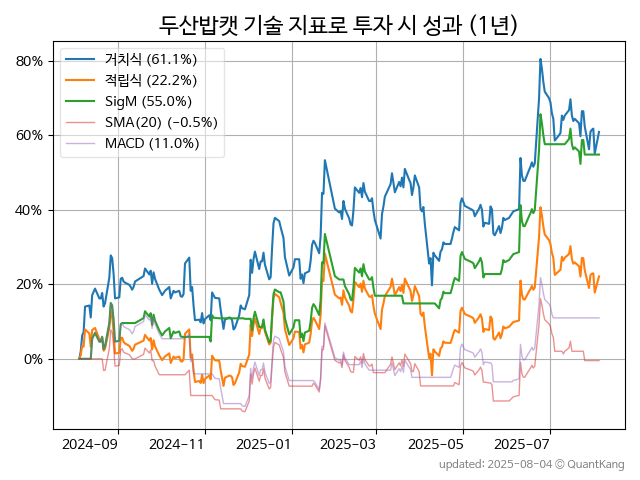 두산밥캣 기술 지표로 투자 시 성과 (1년)
80%
60%
40%
20%
0%
거치식 (61.1%)
적립식 (22.2%)
SigM (55.0%)
SMA(20) (−0.5%)
MACD (11.0%)
2024-09
2024-11
2025-01
2025-03
2025-05
2025-07
updated: 2025-08-04 © QuantKang